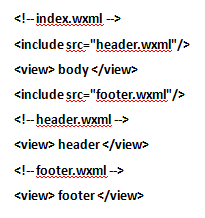 <!-- index.wxml -->
<include src="header.wxml"/>
<view> body </view>
<include src="footer.wxml"/>
<!-- header.wxml -->
<view> header </view>
<!-- footer.wxml -->
<view> footer </view>